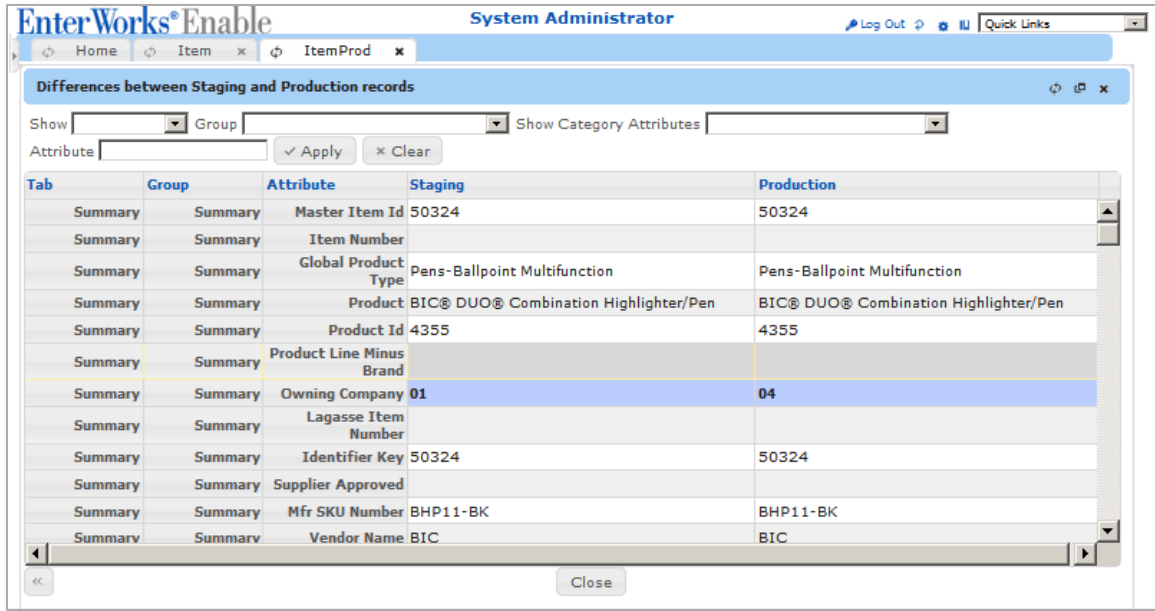 EnterWorks® Enable System Administrator Log Out Quick Links
Home Item ItemProd
Differences between Staging and Production records
Show Group Show Category Attributes
Attribute Apply Clear
Tab Group Attribute Staging Production
Summary Summary Master Item Id 50324 50324
Summary Summary Item Number
Summary Summary Global Product Type Pens-Ballpoint Multifunction Pens-Ballpoint Multifunction
Summary Summary Product BIC® DUO® Combination Highlighter/Pen BIC® DUO® Combination Highlighter/Pen
Summary Summary Product Id 4355 4355
Summary Summary Product Line Minus Brand
Summary Summary Owning Company 01 04
Summary Summary Lagasse Item Number
Summary Summary Identifier Key 50324 50324
Summary Summary Supplier Approved
Summary Summary Mfr SKU Number BHP11-BK BHP11-BK
Summary Summary Vendor Name BIC BIC
Close